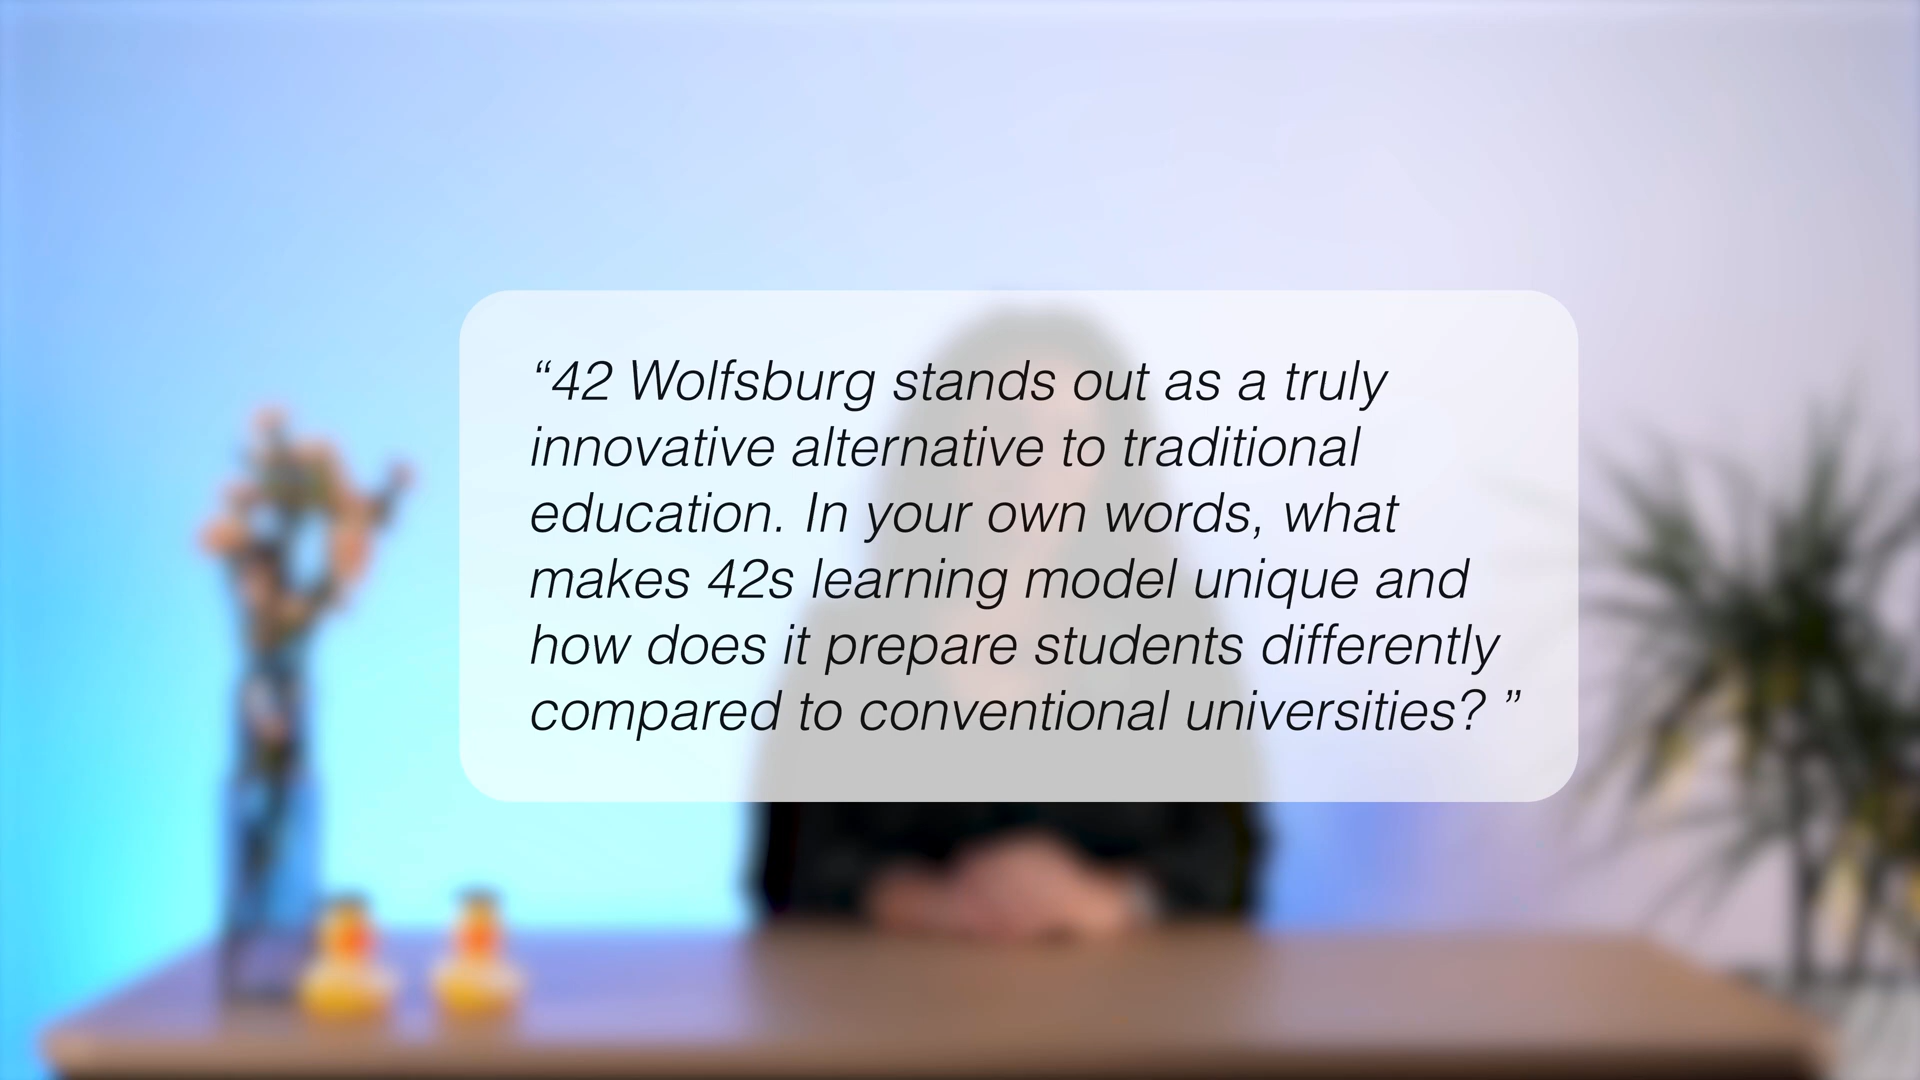 “42 Wolfsburg stands out as a truly
innovative alternative to traditional
education. In your own words, what
makes 42s learning model unique and
how does it prepare students differently
compared to conventional universities? ”